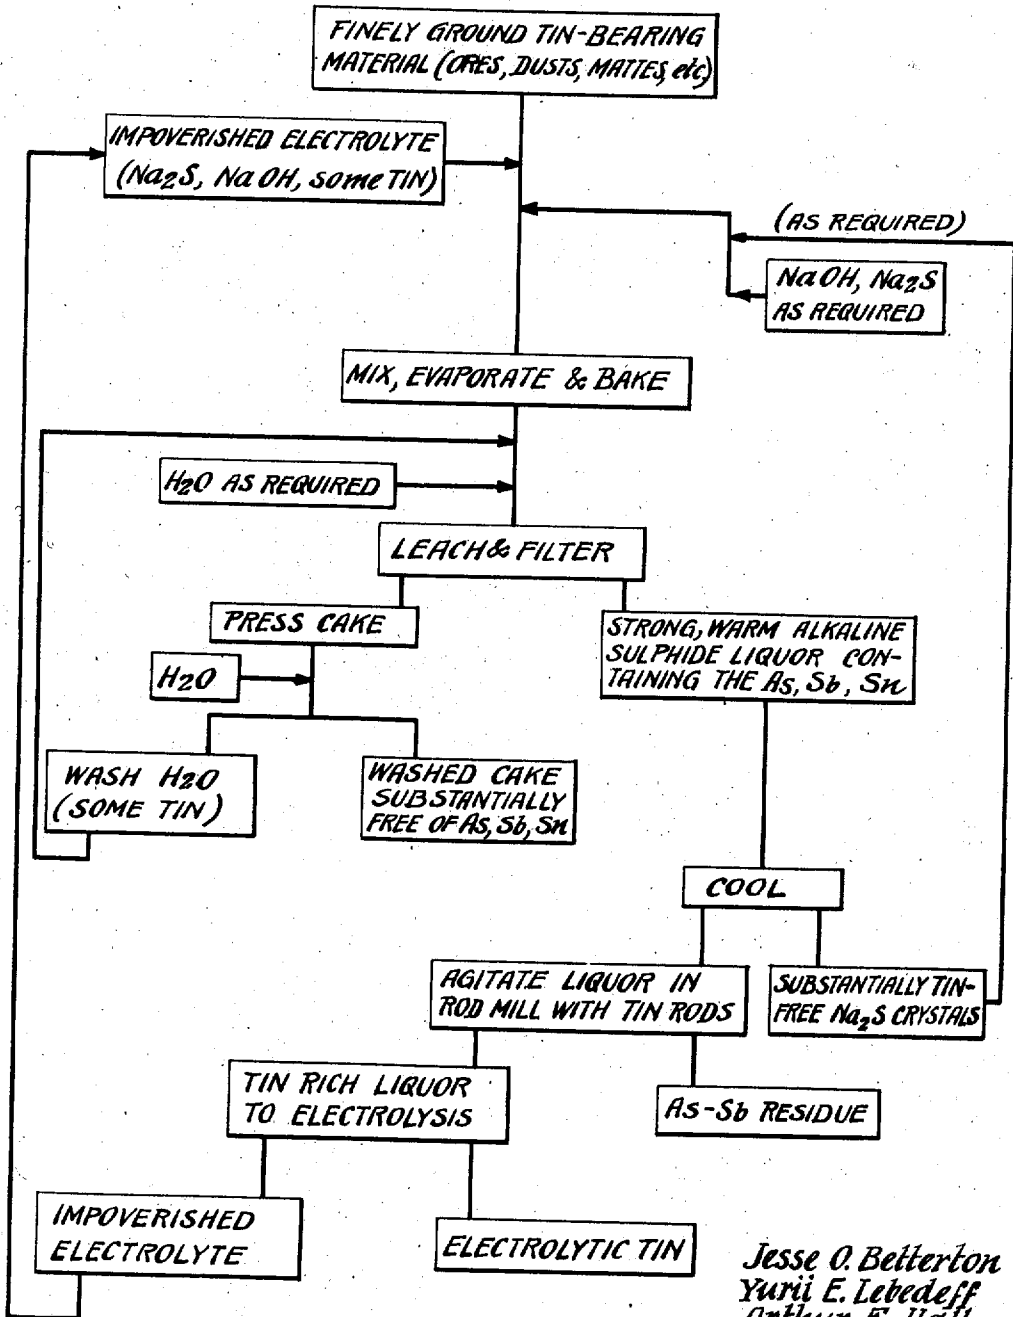 FINELY GROUND TIN-BEARING
MATERIAL (ORES, DUSTS, MATTES, etc)
IMPOVERISHED ELECTROLYTE
(Na2S, NaOH, some TIN)
(AS REQUIRED)
NaOH, Na2S
AS REQUIRED
MIX, EVAPORATE & BAKE
H2O AS REQUIRED
LEACH & FILTER
PRESS CAKE
STRONG, WARM ALKALINE
SULPHIDE LIQUOR CON-
TAINING THE As, Sb, Sn
H2O
WASH H2O
(SOME TIN)
WASHED CAKE
SUBSTANTIALLY
FREE OF As, Sb, Sn
COOL
AGITATE LIQUOR IN
ROD MILL WITH TIN RODS
SUBSTANTIALLY TIN-
FREE Na2S CRYSTALS
TIN RICH LIQUOR
TO ELECTROLYSIS
As-Sb RESIDUE
IMPOVERISHED
ELECTROLYTE
ELECTROLYTIC TIN
Jesse O. Betterton
Yurii E. Lebedeff